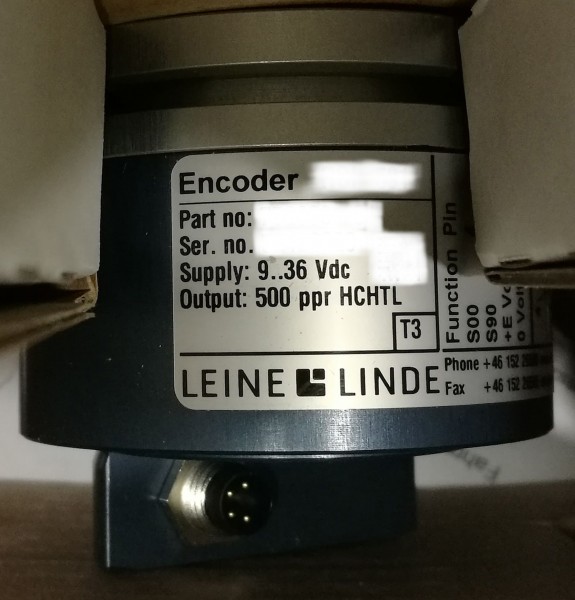 Encoder
Part no:
Ser. no.
Supply: 9..36 Vdc
Output: 500 ppr HCHTL
T3
LEINE LINDE
Function Pin
S00
S90
+E
0
Phone +46 152
Fax +46 152